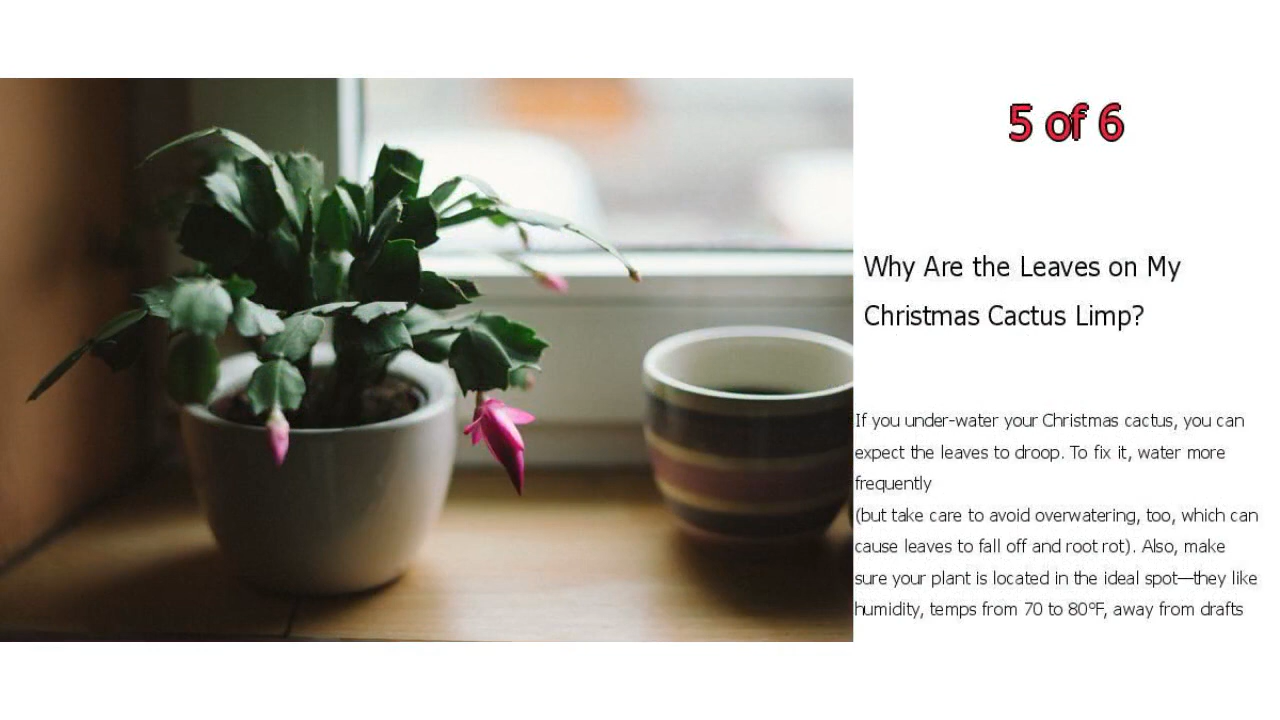 5 of 6
Why Are the Leaves on My
Christmas Cactus Limp?
If you under-water your Christmas cactus, you can
expect the leaves to droop. To fix it, water more
frequently
(but take care to avoid overwatering, too, which can
cause leaves to fall off and root rot). Also, make
sure your plant is located in the ideal spot—they like
humidity, temps from 70 to 80°F, away from drafts